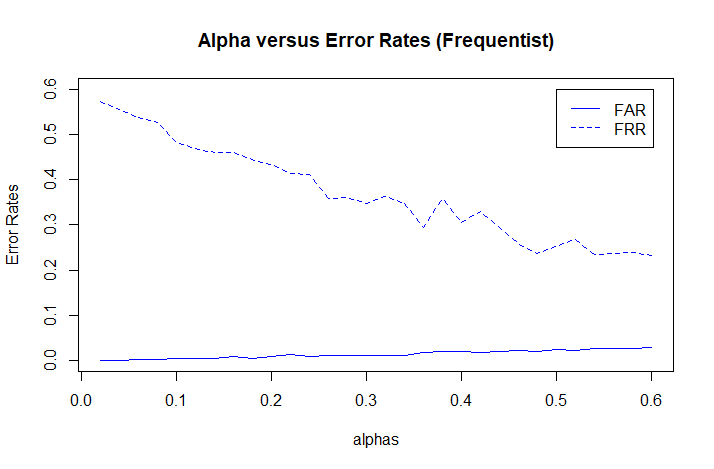 Alpha versus Error Rates (Frequentist)
FAR
FRR
Error Rates
0.6
0.5
0.4
0.3
0.2
0.1
0.0
0.0 0.1 0.2 0.3 0.4 0.5 0.6
alphas